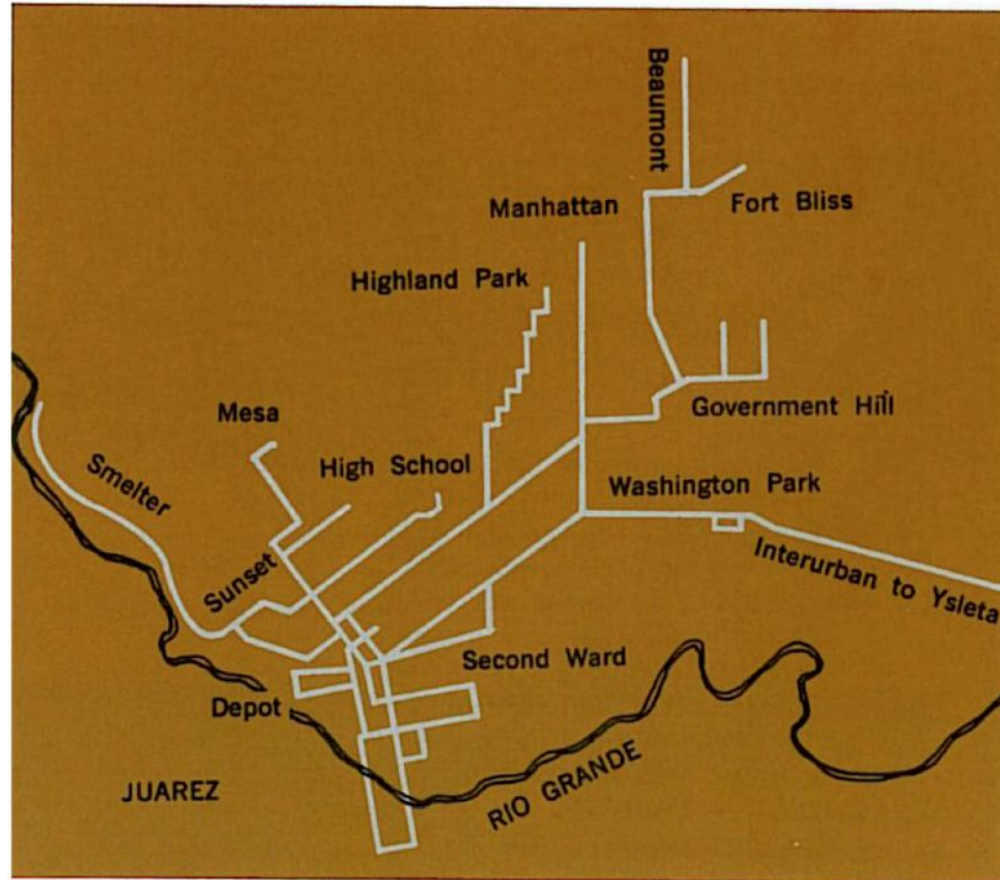 Beaumont
Manhattan
Fort Bliss
Highland Park
Government Hill
Mesa
High School
Smelter
Washington Park
Sunset
Interurban to Ysleta
Second Ward
Depot
JUAREZ
RIO GRANDE